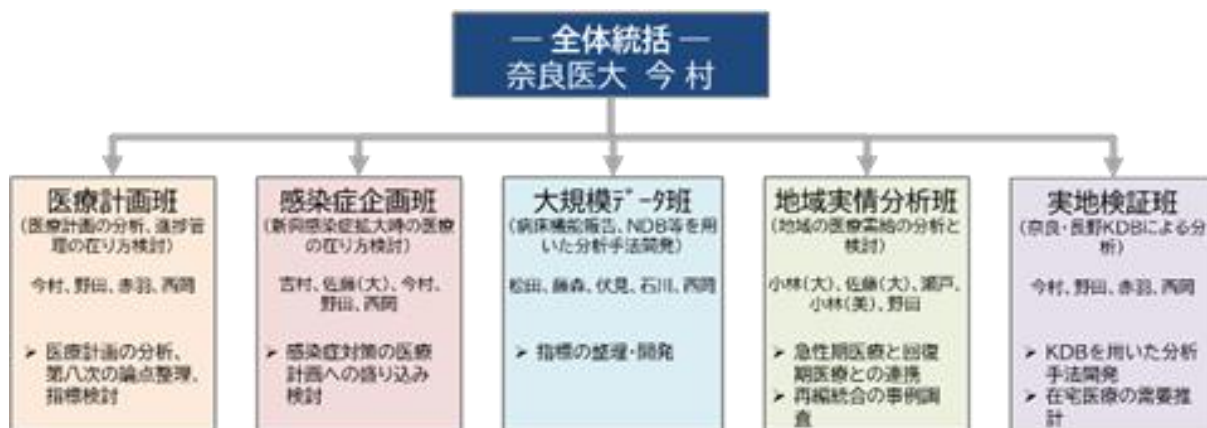 ― 全体統括 ―
奈良医大 今村
医療計画班
(医療計画の分析、進捗管
理の在り方検討)
今村、野田、赤羽、西岡
➢ 医療計画の分析、
第八次の論点整理、
指標検討
感染症企画班
(新興感染症拡大時の医療
の在り方検討)
吉村、佐藤(大)、今村、
野田、西岡
➢ 感染症対策の医療
計画への盛り込み
検討
大規模ﾃﾞｰﾀ班
(病床機能報告、NDB等を用
いた分析手法開発)
松田、藤森、伏見、石川、西岡
➢ 指標の整理・開発
地域実情分析班
(地域の医療需給の分析と
検討)
小林(大)、佐藤(大)、瀬戸、
小林(美)、野田
➢ 急性期医療と回復
期医療との連携
➢ 再編統合の事例調
査
実地検証班
(奈良・長野KDBによる分
析)
今村、野田、赤羽、西岡
➢ KDBを用いた分析
手法開発
➢ 在宅医療の需要推
計